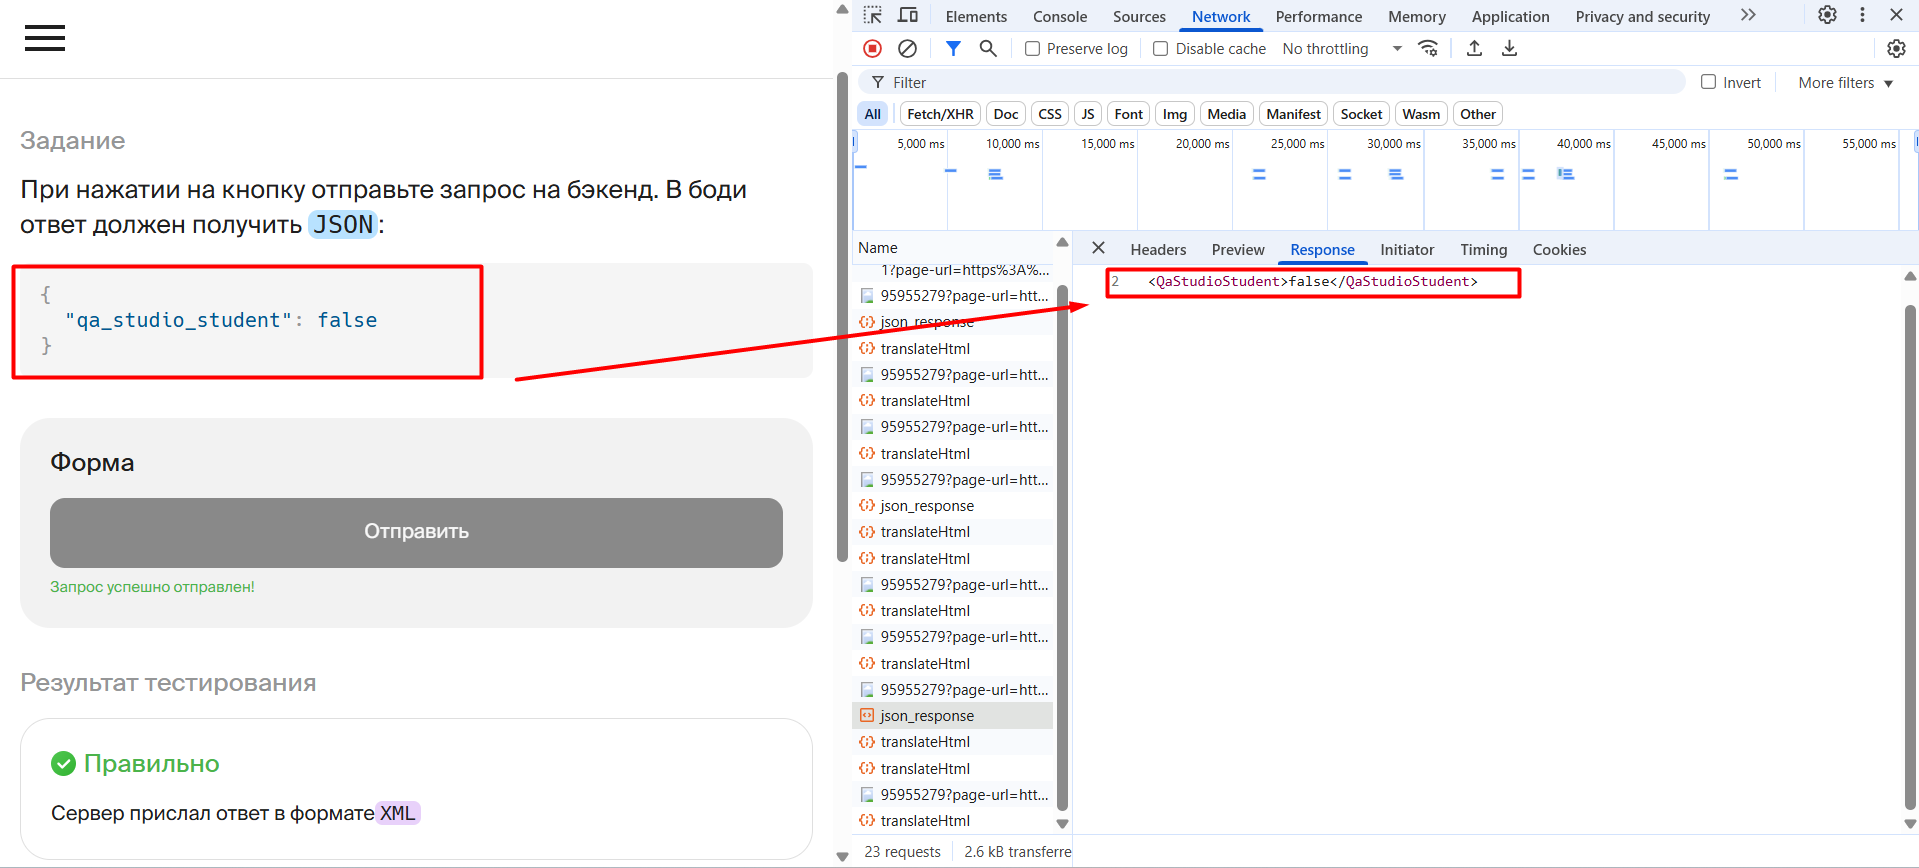 Задание
При нажатии на кнопку отправьте запрос на бэкенд. В боди
ответ должен получить JSON:
{
"qa_studio_student": false
}
Форма
Отправить
Запрос успешно отправлен!
Результат тестирования
Правильно
Сервер прислал ответ в формате XML
Elements Console Sources Network Performance Memory Application Privacy and security
Preserve log Disable cache No throttling
Filter Invert More filters
All Fetch/XHR Doc CSS JS Font Img Media Manifest Socket Wasm Other
5,000 ms 10,000 ms 15,000 ms 20,000 ms 25,000 ms 30,000 ms 35,000 ms 40,000 ms 45,000 ms 50,000 ms 55,000 ms
Name
1?page-url=https%3A%...
95955279?page-url=htt...
json_response
translateHtml
95955279?page-url=htt...
translateHtml
95955279?page-url=htt...
translateHtml
95955279?page-url=htt...
json_response
translateHtml
translateHtml
95955279?page-url=htt...
translateHtml
95955279?page-url=htt...
translateHtml
95955279?page-url=htt...
json_response
translateHtml
translateHtml
95955279?page-url=htt...
translateHtml
23 requests 2.6 kB transferre
Headers Preview Response Initiator Timing Cookies
2 <QaStudioStudent>false</QaStudioStudent>